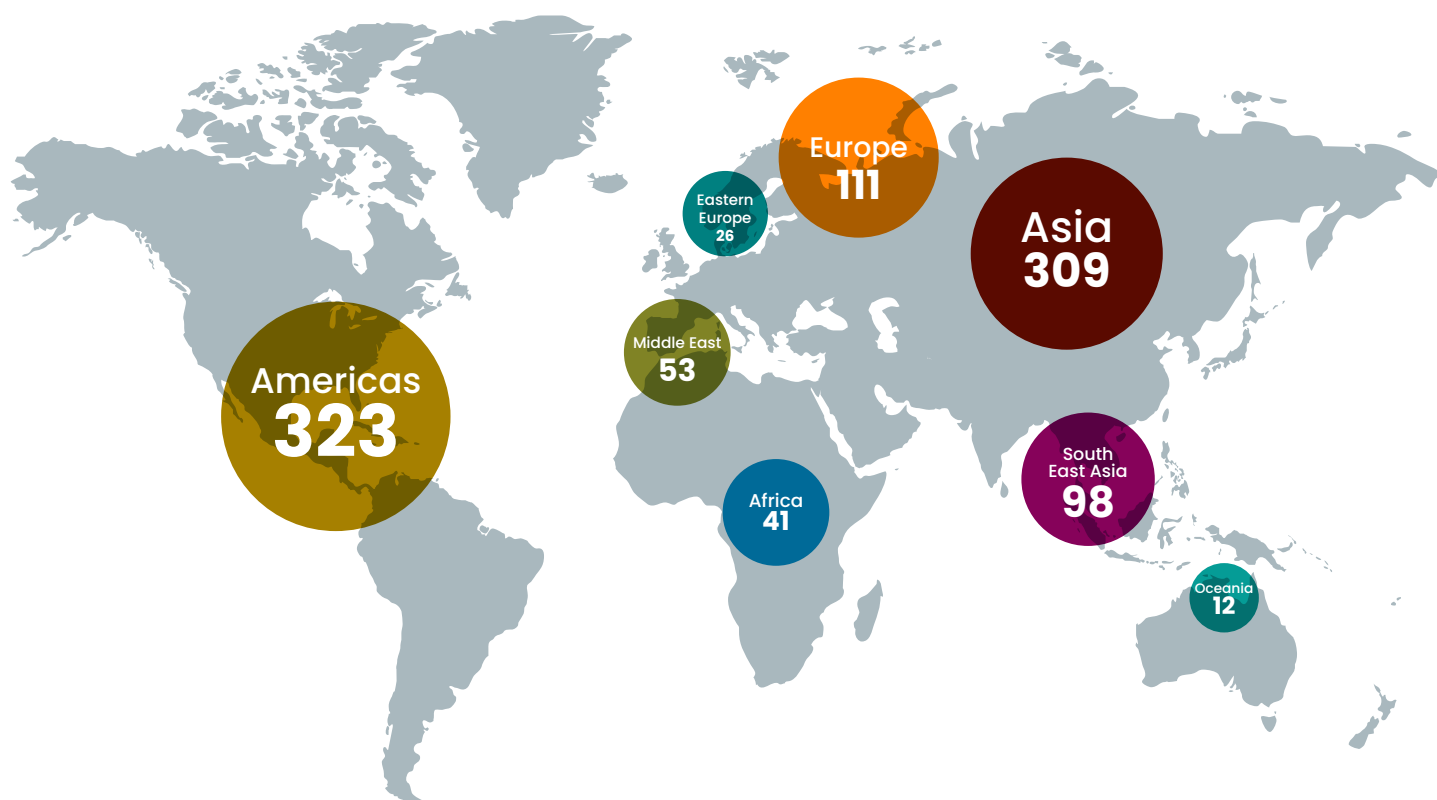 Europe
111
Eastern
Europe
26
Asia
309
Middle East
53
Americas
323
South
East Asia
98
Africa
41
Oceania
12